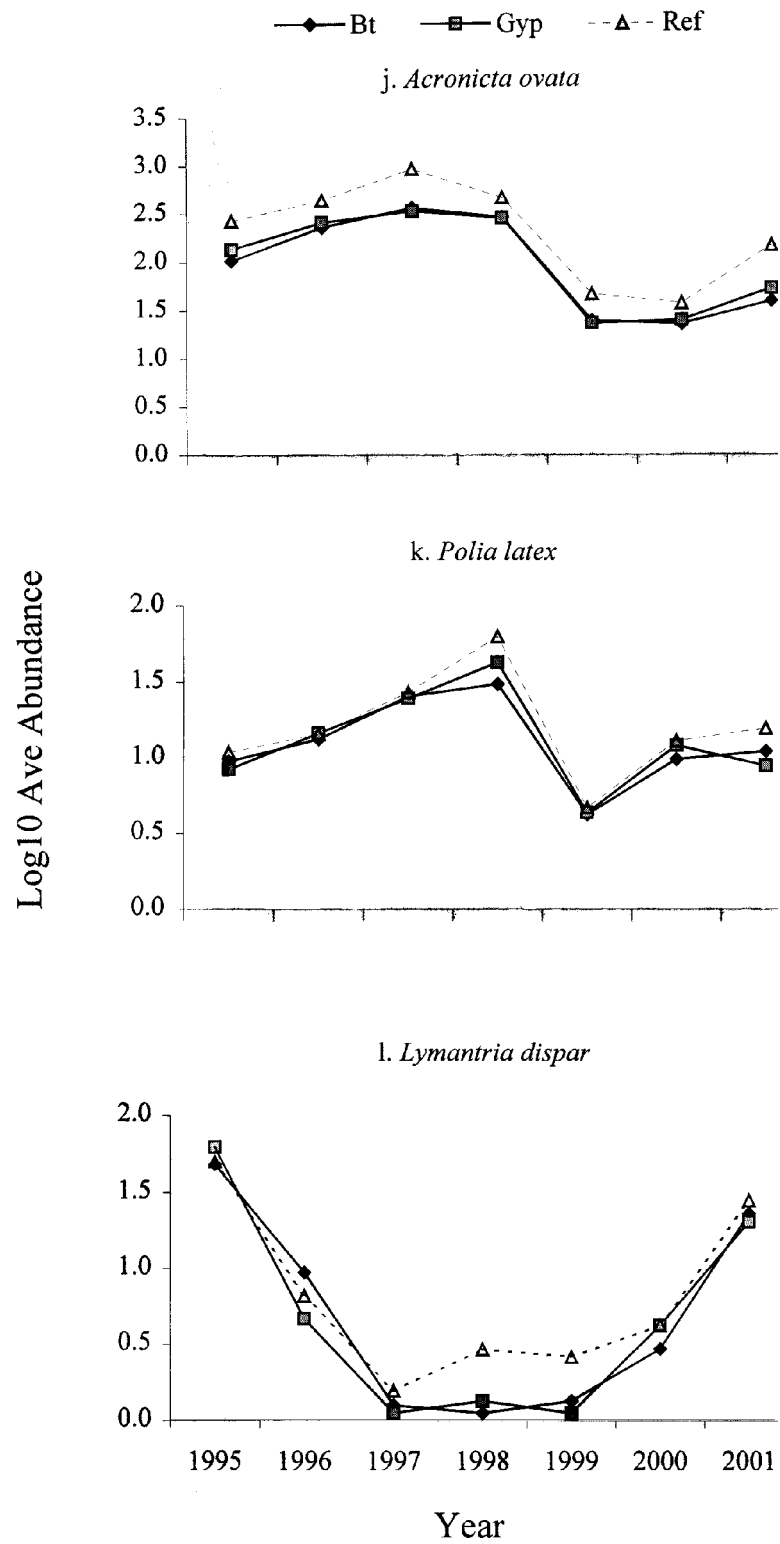 Bt Gyp Ref
j. Acronicta ovata
3.5
3.0
2.5
2.0
1.5
1.0
0.5
0.0
Log10 Ave Abundance
k. Polia latex
2.0
1.5
1.0
0.5
0.0
l. Lymantria dispar
2.0
1.5
1.0
0.5
0.0
1995 1996 1997 1998 1999 2000 2001
Year